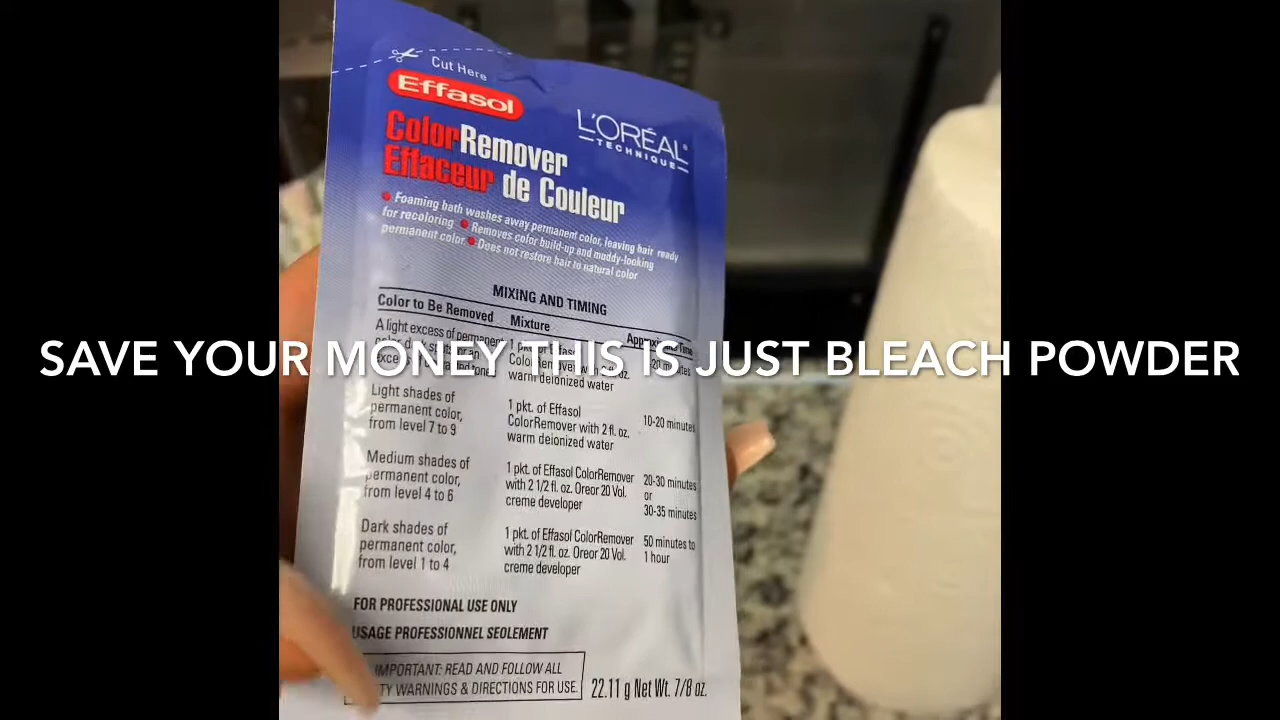 Cut Here
Effasol
L'ORÉAL®
TECHNIQUE
ColorRemover
Effaceur de Couleur
• Foaming bath washes away permanent color, leaving hair ready
for recoloring • Removes color build-up and muddy-looking
permanent color. • Does not restore hair to natural color
MIXING AND TIMING
Color to Be Removed Mixture Time
A light excess of permanent
warm deionized water
SAVE YOUR MONEY THIS IS JUST BLEACH POWDER
Light shades of
permanent color,
from level 7 to 9
1 pkt. of Effasol
ColorRemover with 2 fl. oz.
warm deionized water
10-20 minutes
Medium shades of
permanent color,
from level 4 to 6
1 pkt. of Effasol ColorRemover
with 2 1/2 fl. oz. Oreor 20 Vol.
creme developer
20-30 minutes
or
30-35 minutes
Dark shades of
permanent color,
from level 1 to 4
1 pkt. of Effasol ColorRemover
with 2 1/2 fl. oz. Oreor 20 Vol.
creme developer
50 minutes to
1 hour
FOR PROFESSIONAL USE ONLY
USAGE PROFESSIONNEL SEOLEMENT
IMPORTANT: READ AND FOLLOW ALL
WARNINGS & DIRECTIONS FOR USE.
22.11 g Net Wt. 7/8 oz.